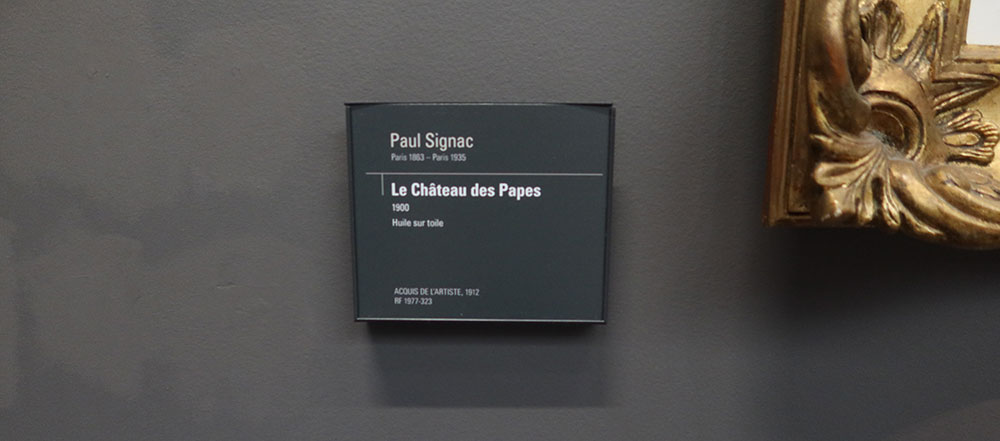 Paul Signac
Paris 1863 – Paris 1935
Le Château des Papes
1900
Huile sur toile
ACQUIS DE L'ARTISTE, 1912
RF 1977-323